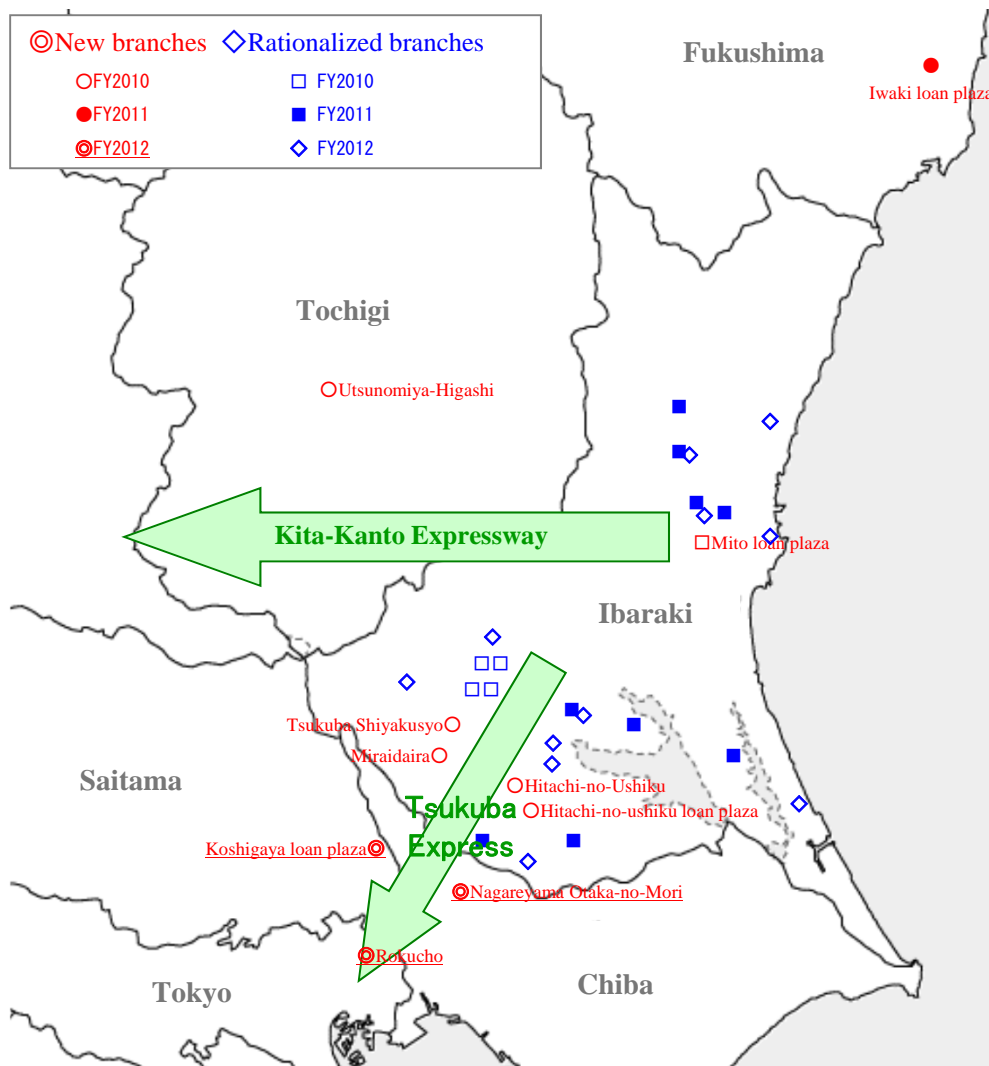 ◎New branches ◇Rationalized branches
○FY2010 □ FY2010
●FY2011 ■ FY2011
◎FY2012 ◇ FY2012
Fukushima
Iwaki loan plaza
Tochigi
Utsunomiya-Higashi
Kita-Kanto Expressway
Mito loan plaza
Ibaraki
Tsukuba Shiyakusyo
Miraidaira
Saitama
Hitachi-no-Ushiku
Tsukuba
Hitachi-no-ushiku loan plaza
Express
Koshigaya loan plaza
Nagareyama Otaka-no-Mori
Rokucho
Tokyo
Chiba